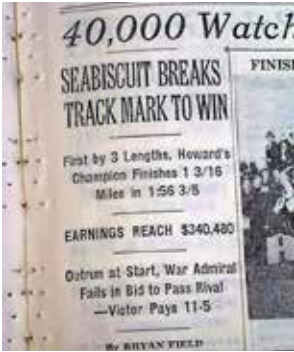 40,000 Watch
FINIS
SEABISCUIT BREAKS
TRACK MARK TO WIN
First by 3 Lengths, Howard's
Champion Finishes 1 3/16
Miles in 1:56 3/5
EARNINGS REACH $340,480
Outrun at Start, War Admiral
Fails in Bid to Pass Rival
—Victor Pays 11-5
By BRYAN FIELD